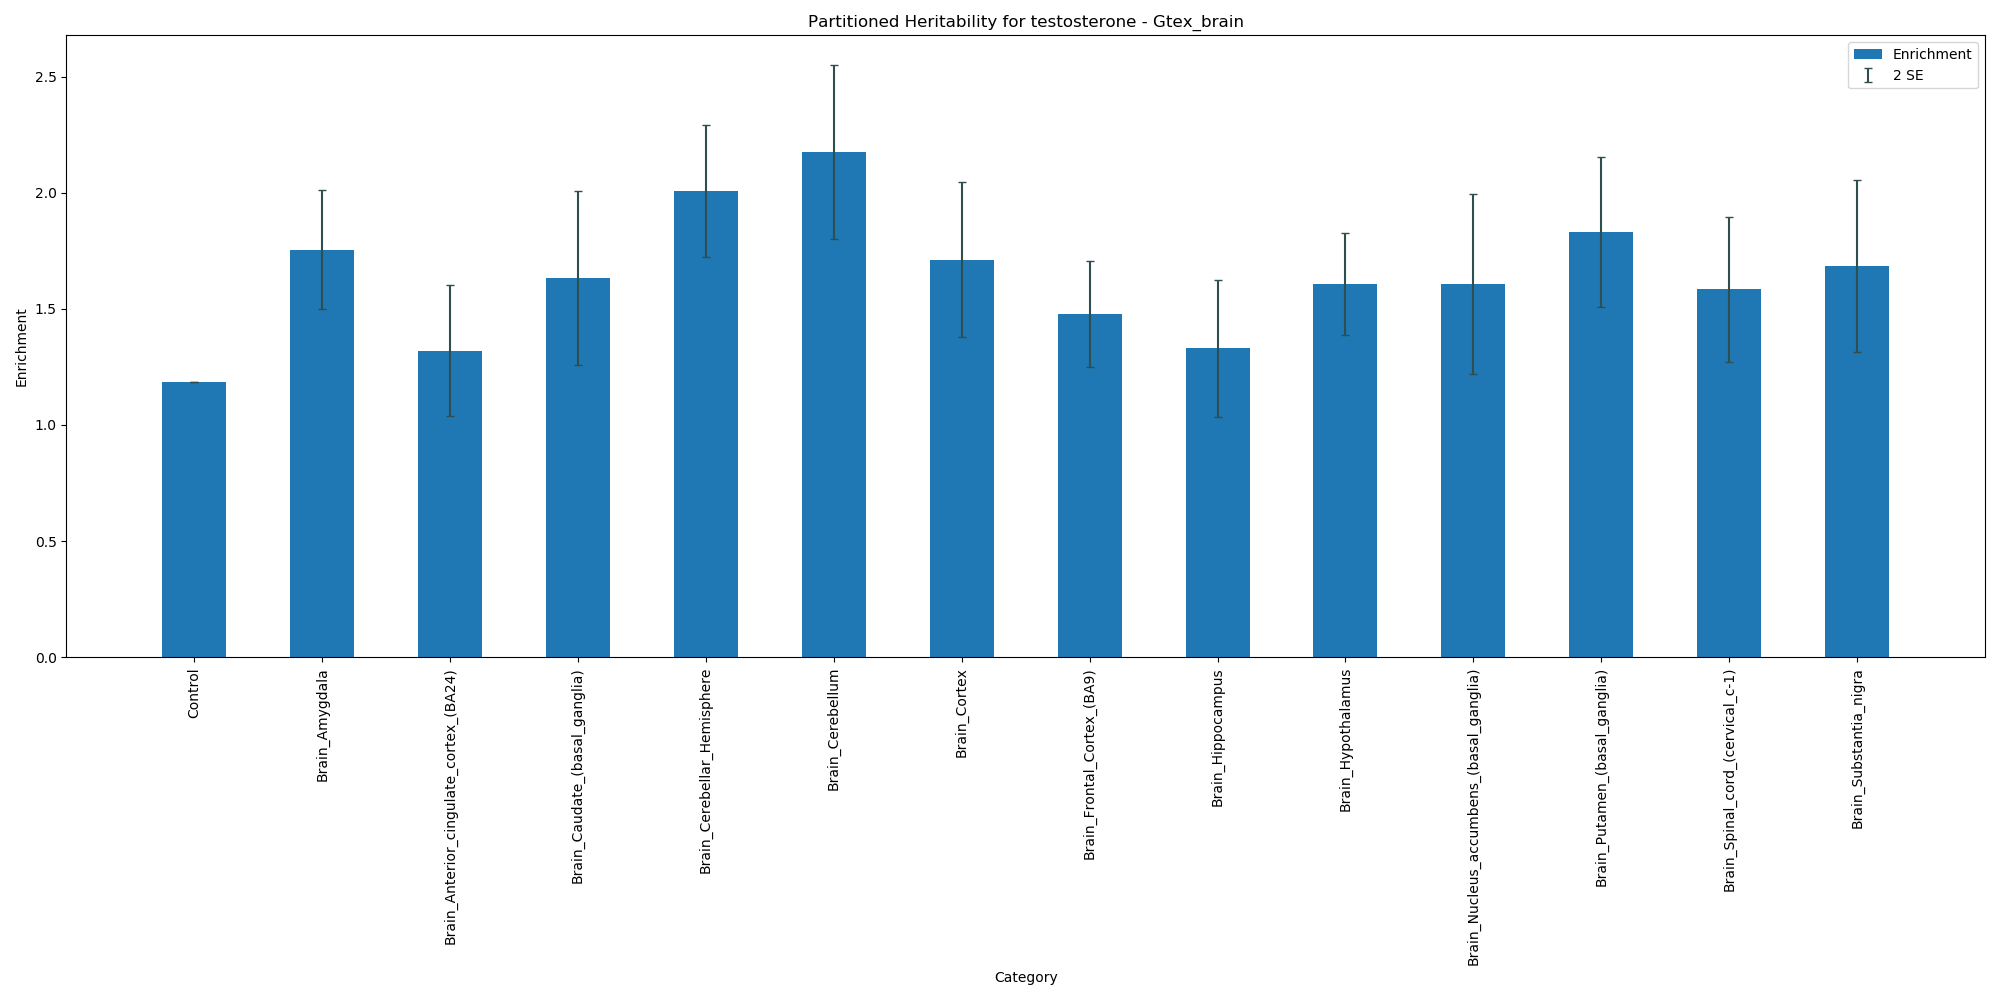 Partitioned Heritability for testosterone - Gtex_brain
Enrichment
2 SE
Enrichment
2.5
2.0
1.5
1.0
0.5
0.0
Control
Brain_Amygdala
Brain_Anterior_cingulate_cortex_(BA24)
Brain_Caudate_(basal_ganglia)
Brain_Cerebellar_Hemisphere
Brain_Cerebellum
Brain_Cortex
Brain_Frontal_Cortex_(BA9)
Brain_Hippocampus
Brain_Hypothalamus
Brain_Nucleus_accumbens_(basal_ganglia)
Brain_Putamen_(basal_ganglia)
Brain_Spinal_cord_(cervical_c-1)
Brain_Substantia_nigra
Category